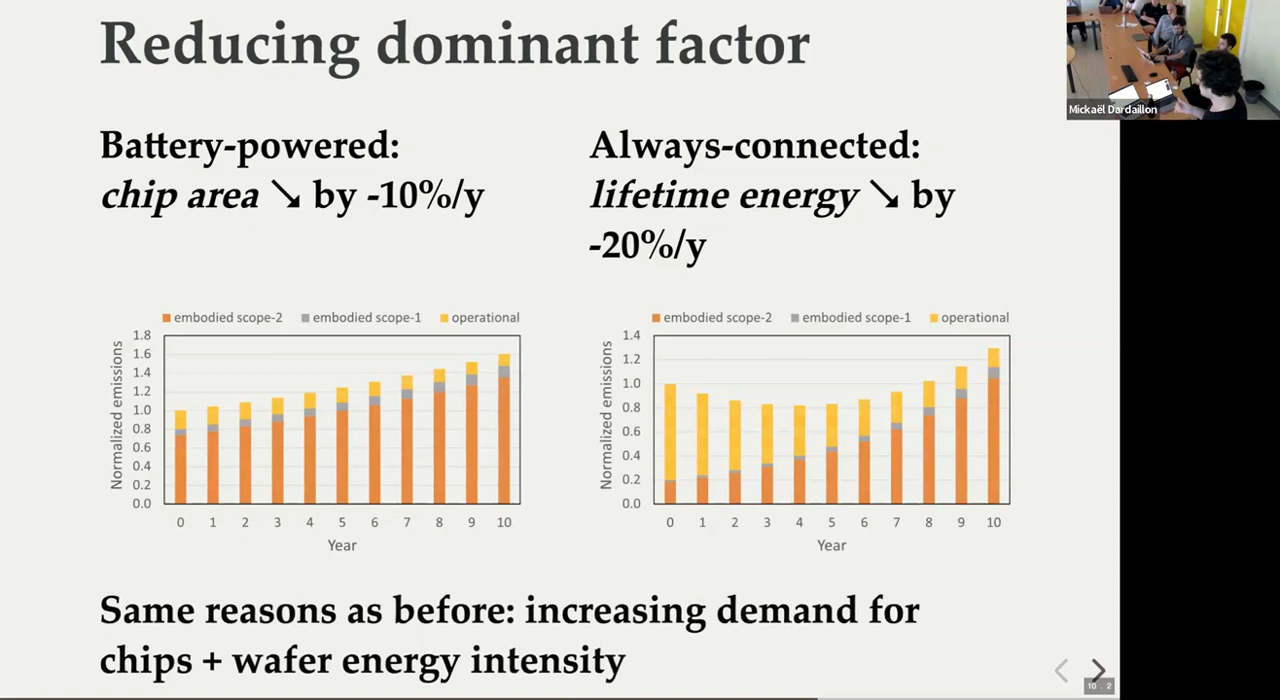 Reducing dominant factor
Mickaël Dardaillon
Battery-powered:
chip area ↘ by -10%/y
Always-connected:
lifetime energy ↘ by
-20%/y
embodied scope-2 embodied scope-1 operational
Normalized emissions
1.8
1.6
1.4
1.2
1.0
0.8
0.6
0.4
0.2
0.0
0 1 2 3 4 5 6 7 8 9 10
Year
embodied scope-2 embodied scope-1 operational
Normalized emissions
1.4
1.2
1.0
0.8
0.6
0.4
0.2
0.0
0 1 2 3 4 5 6 7 8 9 10
Year
Same reasons as before: increasing demand for
chips + wafer energy intensity
10 . 2